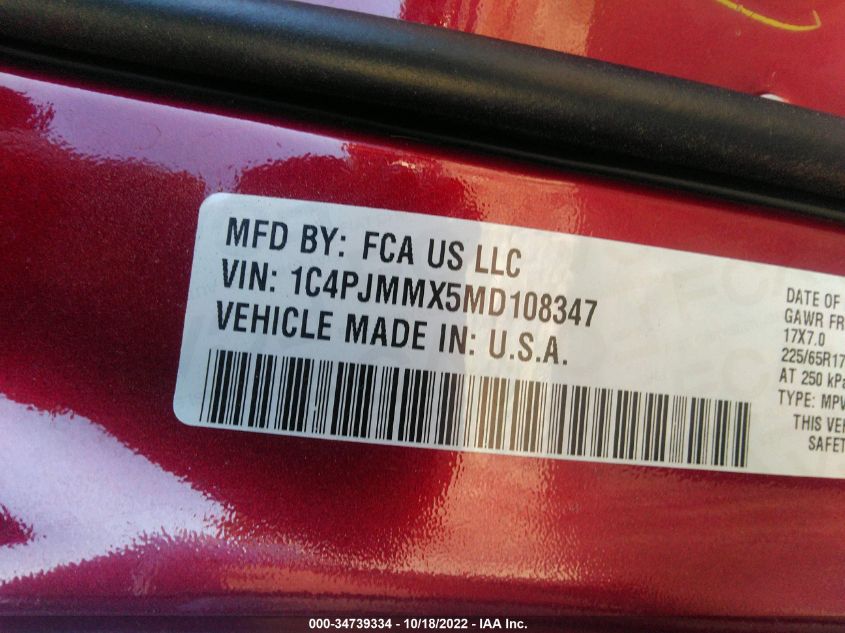 MFD BY: FCA US LLC
VIN: 1C4PJMMX5MD108347
VEHICLE MADE IN: U.S.A.
DATE OF
GAWR FR
17X7.0
225/65R17
AT 250 kPa
TYPE: MPV
THIS VEH
SAFET
000-34739334 - 10/18/2022 - IAA Inc.